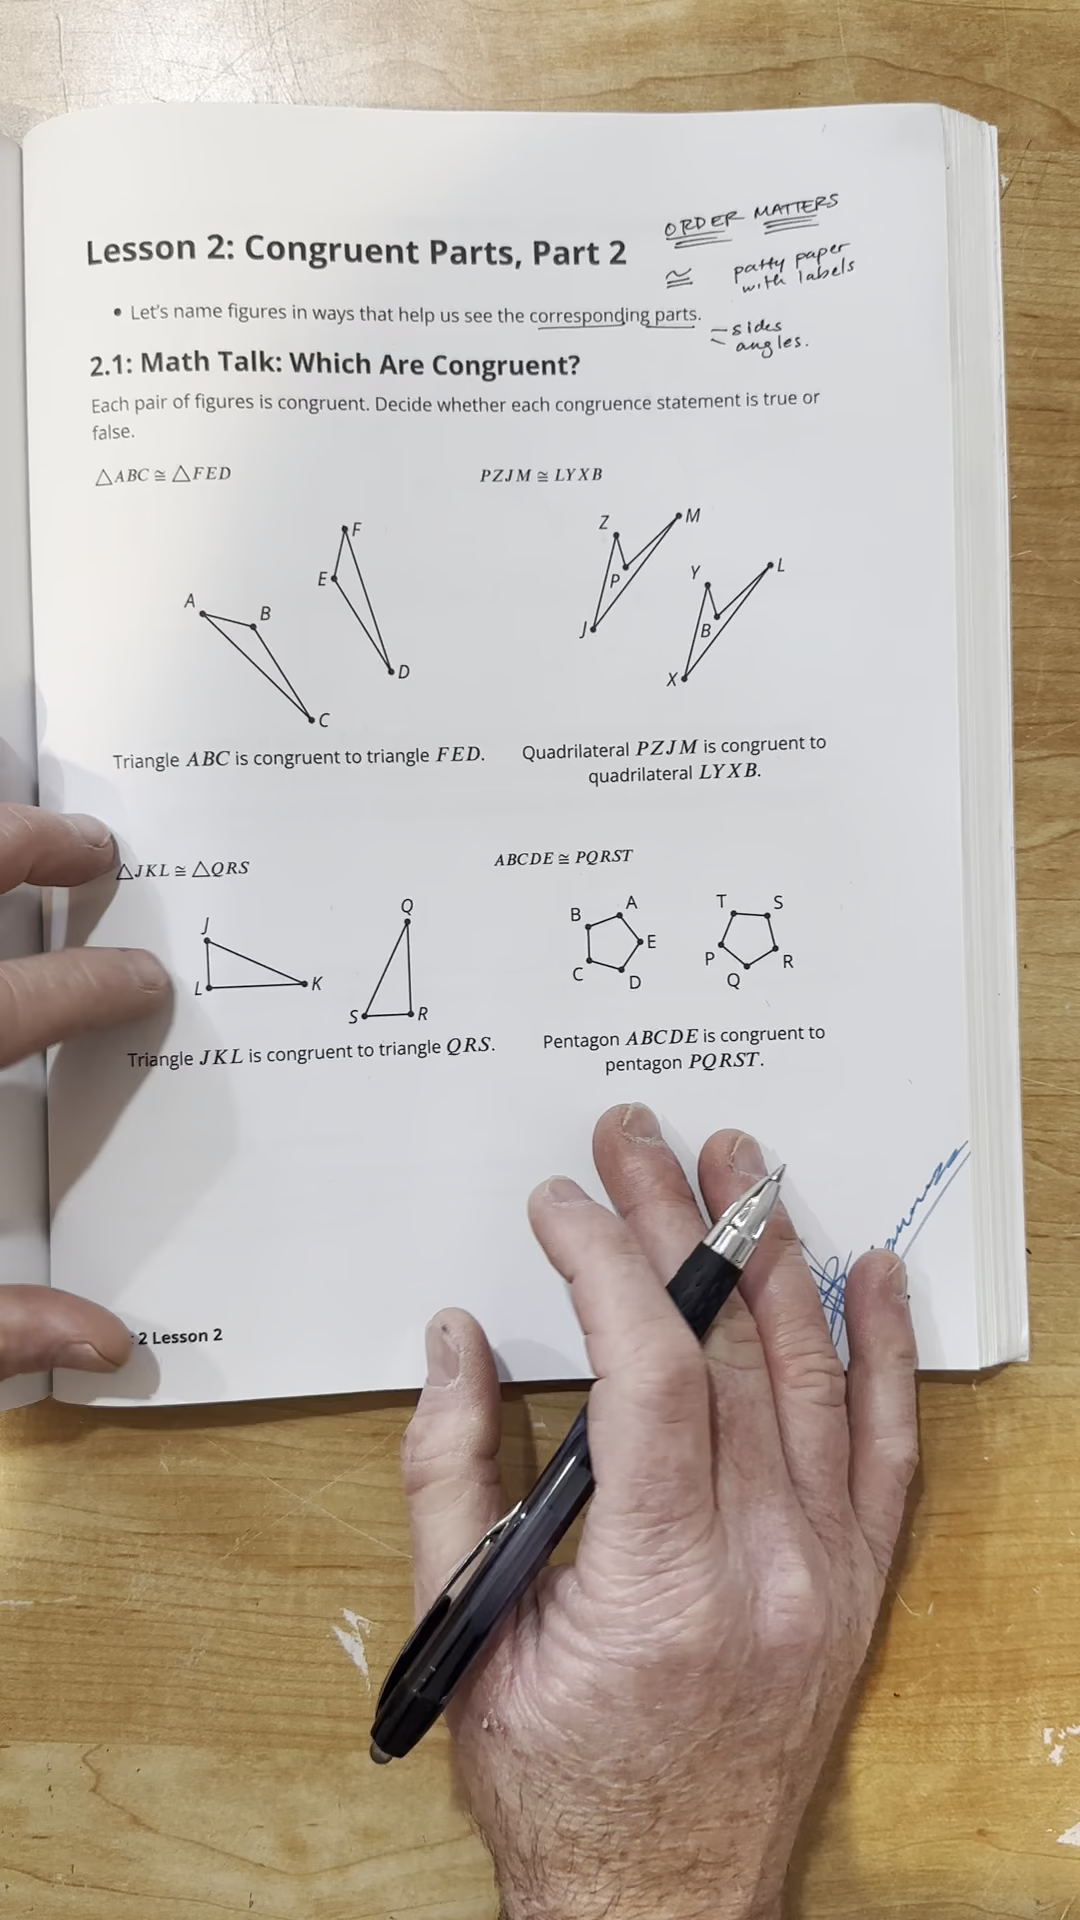 ORDER MATTERS
Lesson 2: Congruent Parts, Part 2
≅ patty paper
with labels
• Let's name figures in ways that help us see the corresponding parts.
– sides
– angles.
2.1: Math Talk: Which Are Congruent?
Each pair of figures is congruent. Decide whether each congruence statement is true or
false.
△ABC ≅ △FED
A
B
C
F
E
D
Triangle ABC is congruent to triangle FED.
PZJM ≅ LYXB
Z
M
P
J
Y
L
B
X
Quadrilateral PZJM is congruent to
quadrilateral LYXB.
△JKL ≅ △QRS
J
L
K
Q
S
R
Triangle JKL is congruent to triangle QRS.
ABCDE ≅ PQRST
B
A
E
C
D
T
S
P
R
Q
Pentagon ABCDE is congruent to
pentagon PQRST.
2 Lesson 2